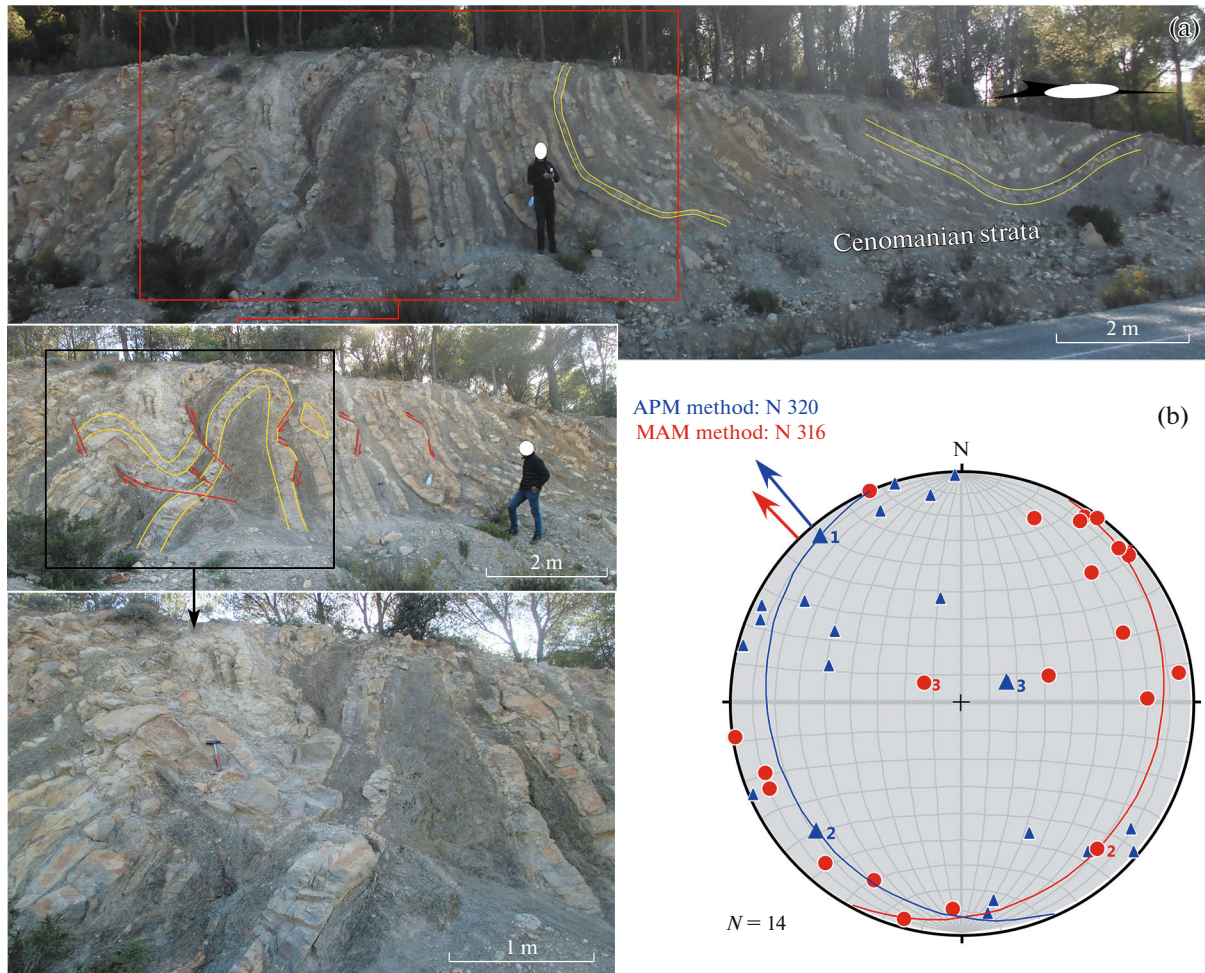 (a)
Cenomanian strata
2 m
2 m
1 m
APM method: N 320
MAM method: N 316
(b)
N
1
3
3
2
2
N = 14